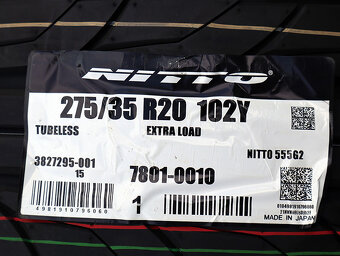 NITTO
275/35 R20 102Y
TUBELESS EXTRA LOAD
3827295-001 NITTO 555G2
15 7801-0010
1
4981910796060
MADE IN JAPAN